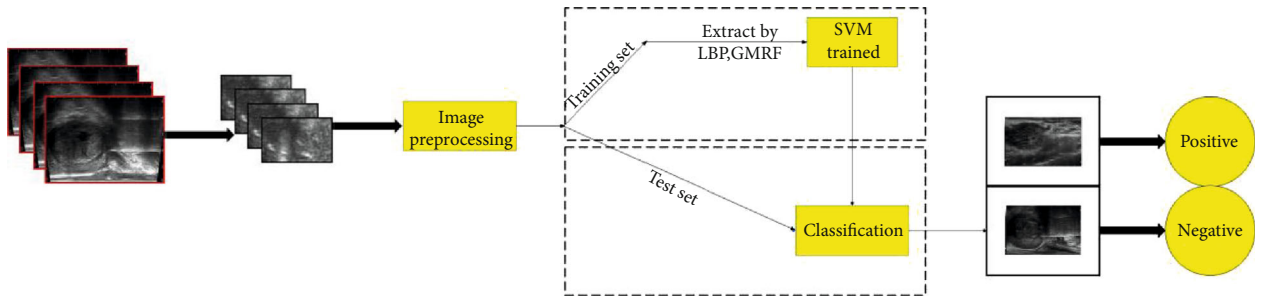 Image
preprocessing
Training set
Extract by
LBP,GMRF
SVM
trained
Test set
Classification
Positive
Negative